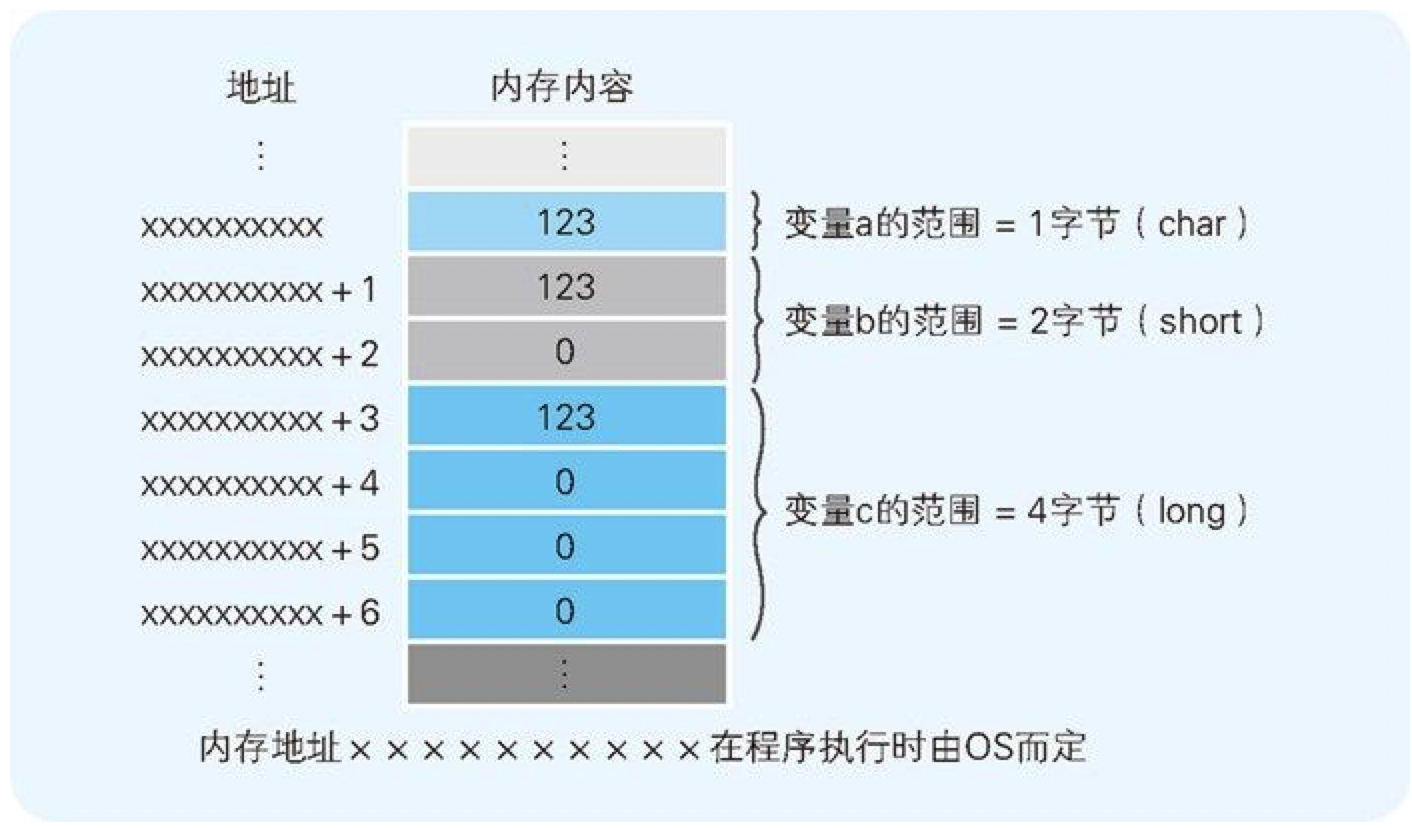 地址 内存内容
⋮ ⋮
xxxxxxxxxx 123 变量a的范围 = 1字节（char）
xxxxxxxxxx + 1 123
变量b的范围 = 2字节（short）
xxxxxxxxxx + 2 0
xxxxxxxxxx + 3 123
xxxxxxxxxx + 4 0
变量c的范围 = 4字节（long）
xxxxxxxxxx + 5 0
xxxxxxxxxx + 6 0
⋮ ⋮
内存地址××××××××××在程序执行时由OS而定